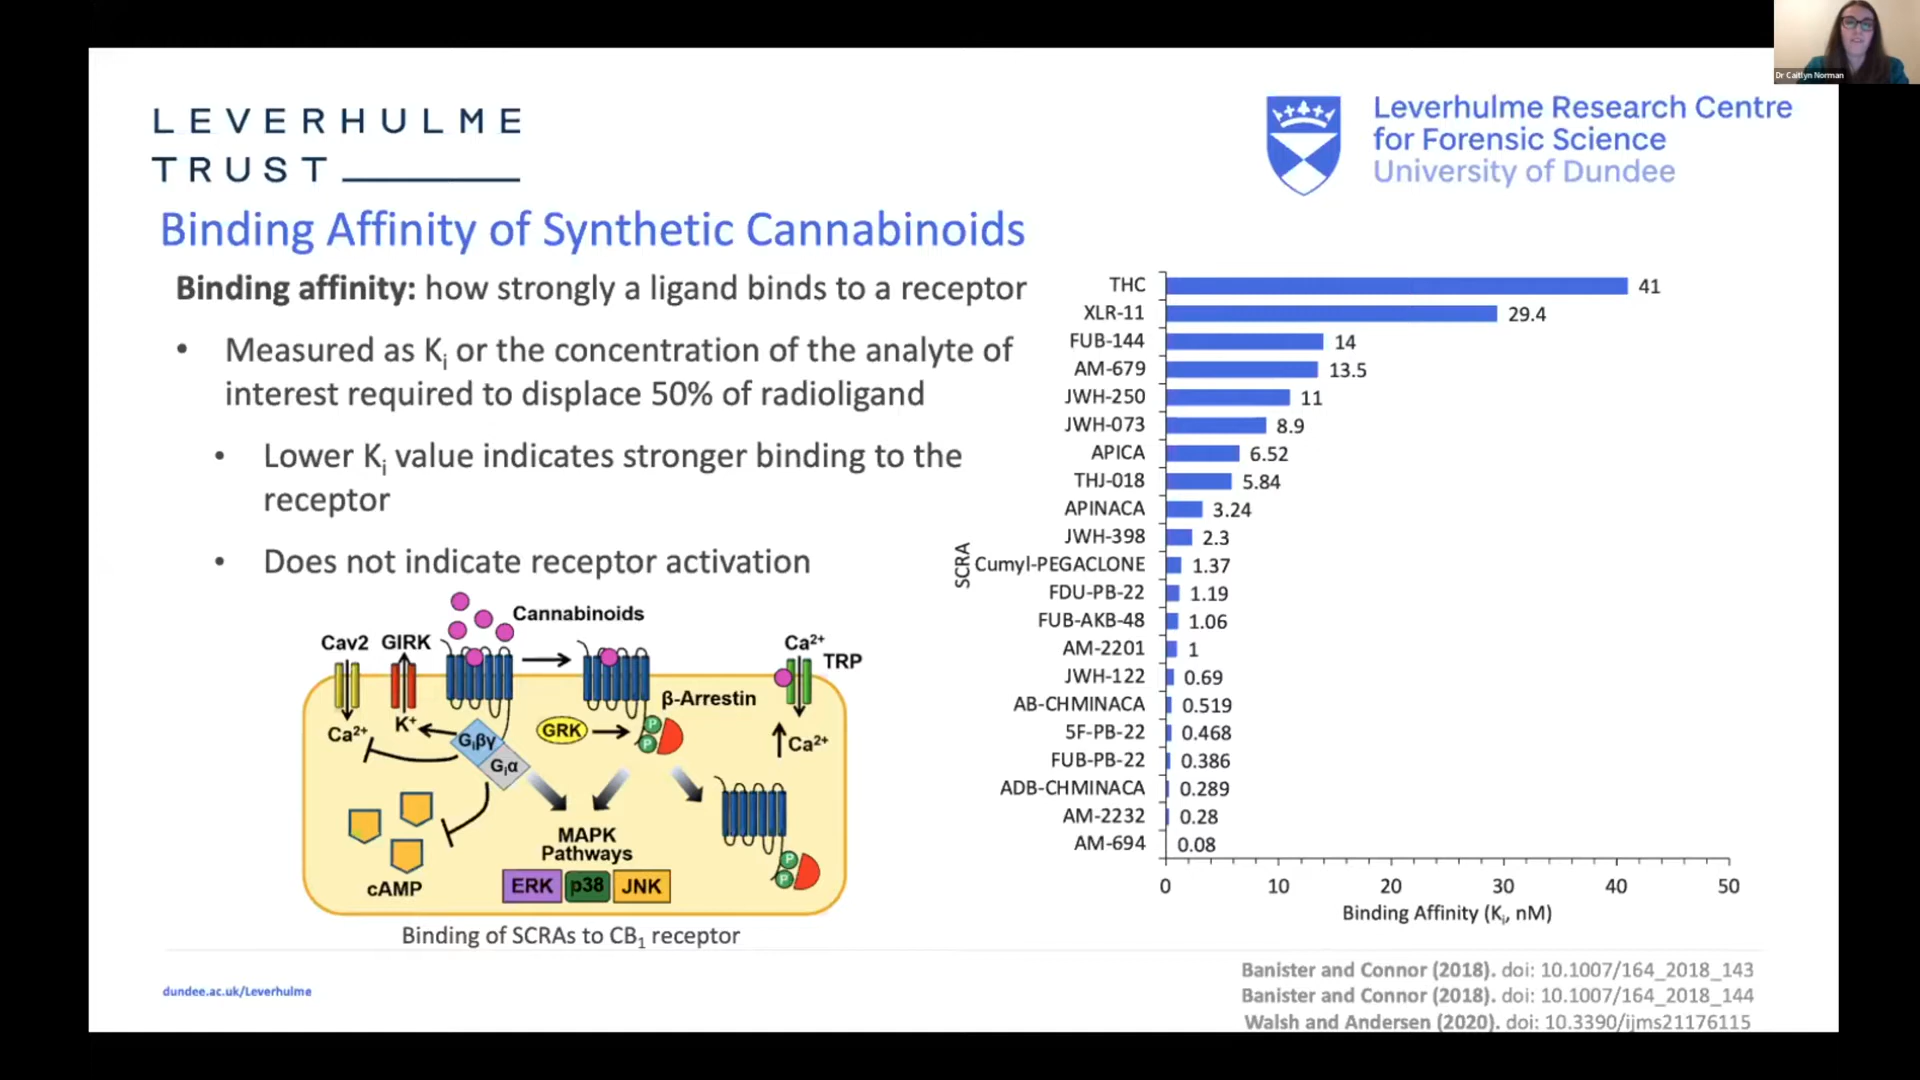 Dr Caitlyn Norman
LEVERHULME
TRUST
Leverhulme Research Centre
for Forensic Science
University of Dundee
Binding Affinity of Synthetic Cannabinoids
Binding affinity: how strongly a ligand binds to a receptor
• Measured as Kᵢ or the concentration of the analyte of
interest required to displace 50% of radioligand
• Lower Kᵢ value indicates stronger binding to the
receptor
• Does not indicate receptor activation
Cannabinoids
Cav2 GIRK
Ca²⁺
TRP
β-Arrestin
K⁺
Ca²⁺
GRK
P
P
Gᵢβγ
Gᵢα
Ca²⁺
MAPK
Pathways
cAMP
ERK p38 JNK
P
P
Binding of SCRAs to CB₁ receptor
SCRA
THC 41
XLR-11 29.4
FUB-144 14
AM-679 13.5
JWH-250 11
JWH-073 8.9
APICA 6.52
THJ-018 5.84
APINACA 3.24
JWH-398 2.3
Cumyl-PEGACLONE 1.37
FDU-PB-22 1.19
FUB-AKB-48 1.06
AM-2201 1
JWH-122 0.69
AB-CHMINACA 0.519
5F-PB-22 0.468
FUB-PB-22 0.386
ADB-CHMINACA 0.289
AM-2232 0.28
AM-694 0.08
0 10 20 30 40 50
Binding Affinity (Kᵢ, nM)
dundee.ac.uk/Leverhulme
Banister and Connor (2018). doi: 10.1007/164_2018_143
Banister and Connor (2018). doi: 10.1007/164_2018_144
Walsh and Andersen (2020). doi: 10.3390/ijms21176115